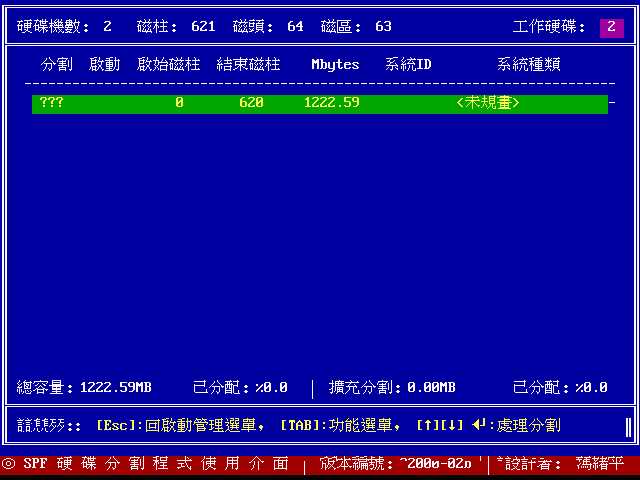 硬碟機數: 2 磁柱: 621 磁頭: 64 磁區: 63 工作硬碟: 2
分割 啟動 啟始磁柱 結束磁柱 Mbytes 系統ID 系統種類
??? 0 620 1222.59 <未規畫>
總容量:1222.59MB 已分配:%0.0 | 擴充分割:0.00MB 已分配:%0.0
[Esc]:回啟動管理選單, [TAB]:功能選單, [↑][↓] ↵:處理分割
◎ SPF 硬 碟 分 割 程 式 使 用 介 面 | 版本編號: 設計者: 馮緒平